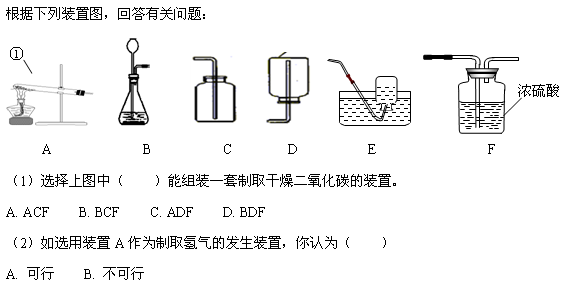 根据下列装置图，回答有关问题：
①
浓硫酸
A B C D E F
（1）选择上图中（ ）能组装一套制取干燥二氧化碳的装置。
A. ACF B. BCF C. ADF D. BDF
（2）如选用装置A作为制取氢气的发生装置，你认为（ ）
A. 可行 B. 不可行